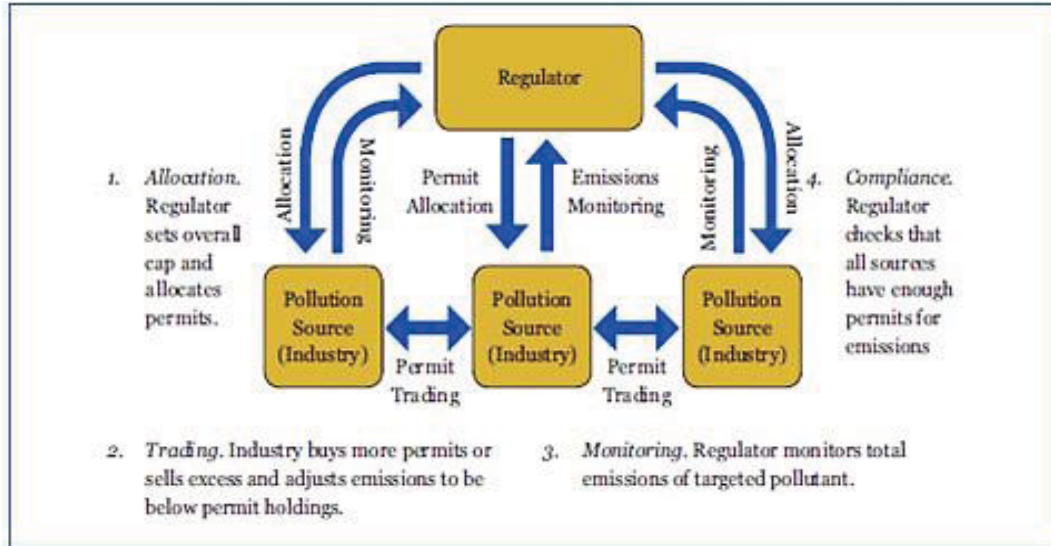 Regulator
Allocation
Monitoring
Permit
Allocation
Emissions
Monitoring
Monitoring
Allocation
1. Allocation.
Regulator
sets overall
cap and
allocates
permits.
4. Compliance.
Regulator
checks that
all sources
have enough
permits for
emissions
Pollution
Source
(Industry)
Pollution
Source
(Industry)
Pollution
Source
(Industry)
Permit
Trading
Permit
Trading
2. Trading. Industry buys more permits or
sells excess and adjusts emissions to be
below permit holdings.
3. Monitoring. Regulator monitors total
emissions of targeted pollutant.